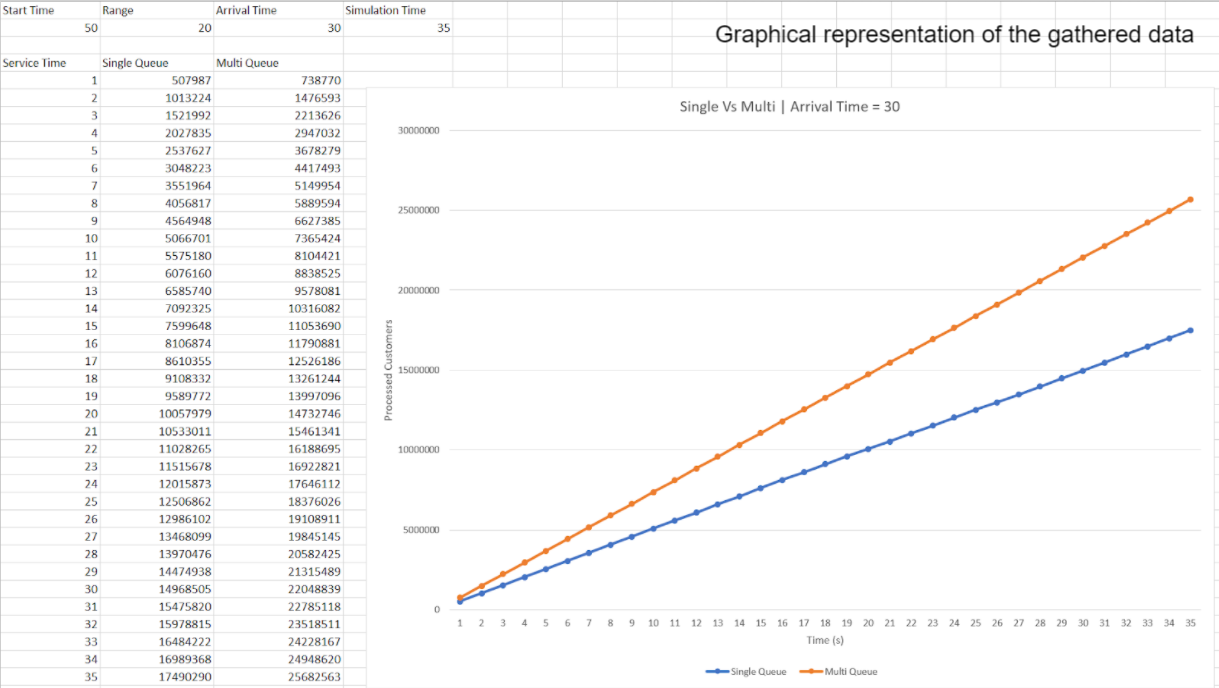 Start Time Range Arrival Time Simulation Time
50 20 30 35
Graphical representation of the gathered data
Service Time Single Queue Multi Queue
1 507987 738770
2 1013224 1476593
3 1521992 2213626
4 2027835 2947032
5 2537627 3678279
6 3048223 4417493
7 3551964 5149954
8 4056817 5889594
9 4564948 6627385
10 5066701 7365424
11 5575180 8104421
12 6076160 8838525
13 6585740 9578081
14 7092325 10316082
15 7599648 11053690
16 8106874 11790881
17 8610355 12526186
18 9108332 13261244
19 9589772 13997096
20 10057979 14732746
21 10533011 15461341
22 11028265 16188695
23 11515678 16922821
24 12015873 17646112
25 12506862 18376026
26 12986102 19108911
27 13468099 19845145
28 13970476 20582425
29 14474938 21315489
30 14968505 22048839
31 15475820 22785118
32 15978815 23518511
33 16484222 24228167
34 16989368 24948620
35 17490290 25682563
Single Vs Multi | Arrival Time = 30
30000000
25000000
20000000
15000000
10000000
5000000
0
Processed Customers
1 2 3 4 5 6 7 8 9 10 11 12 13 14 15 16 17 18 19 20 21 22 23 24 25 26 27 28 29 30 31 32 33 34 35
Time (s)
Single Queue Multi Queue